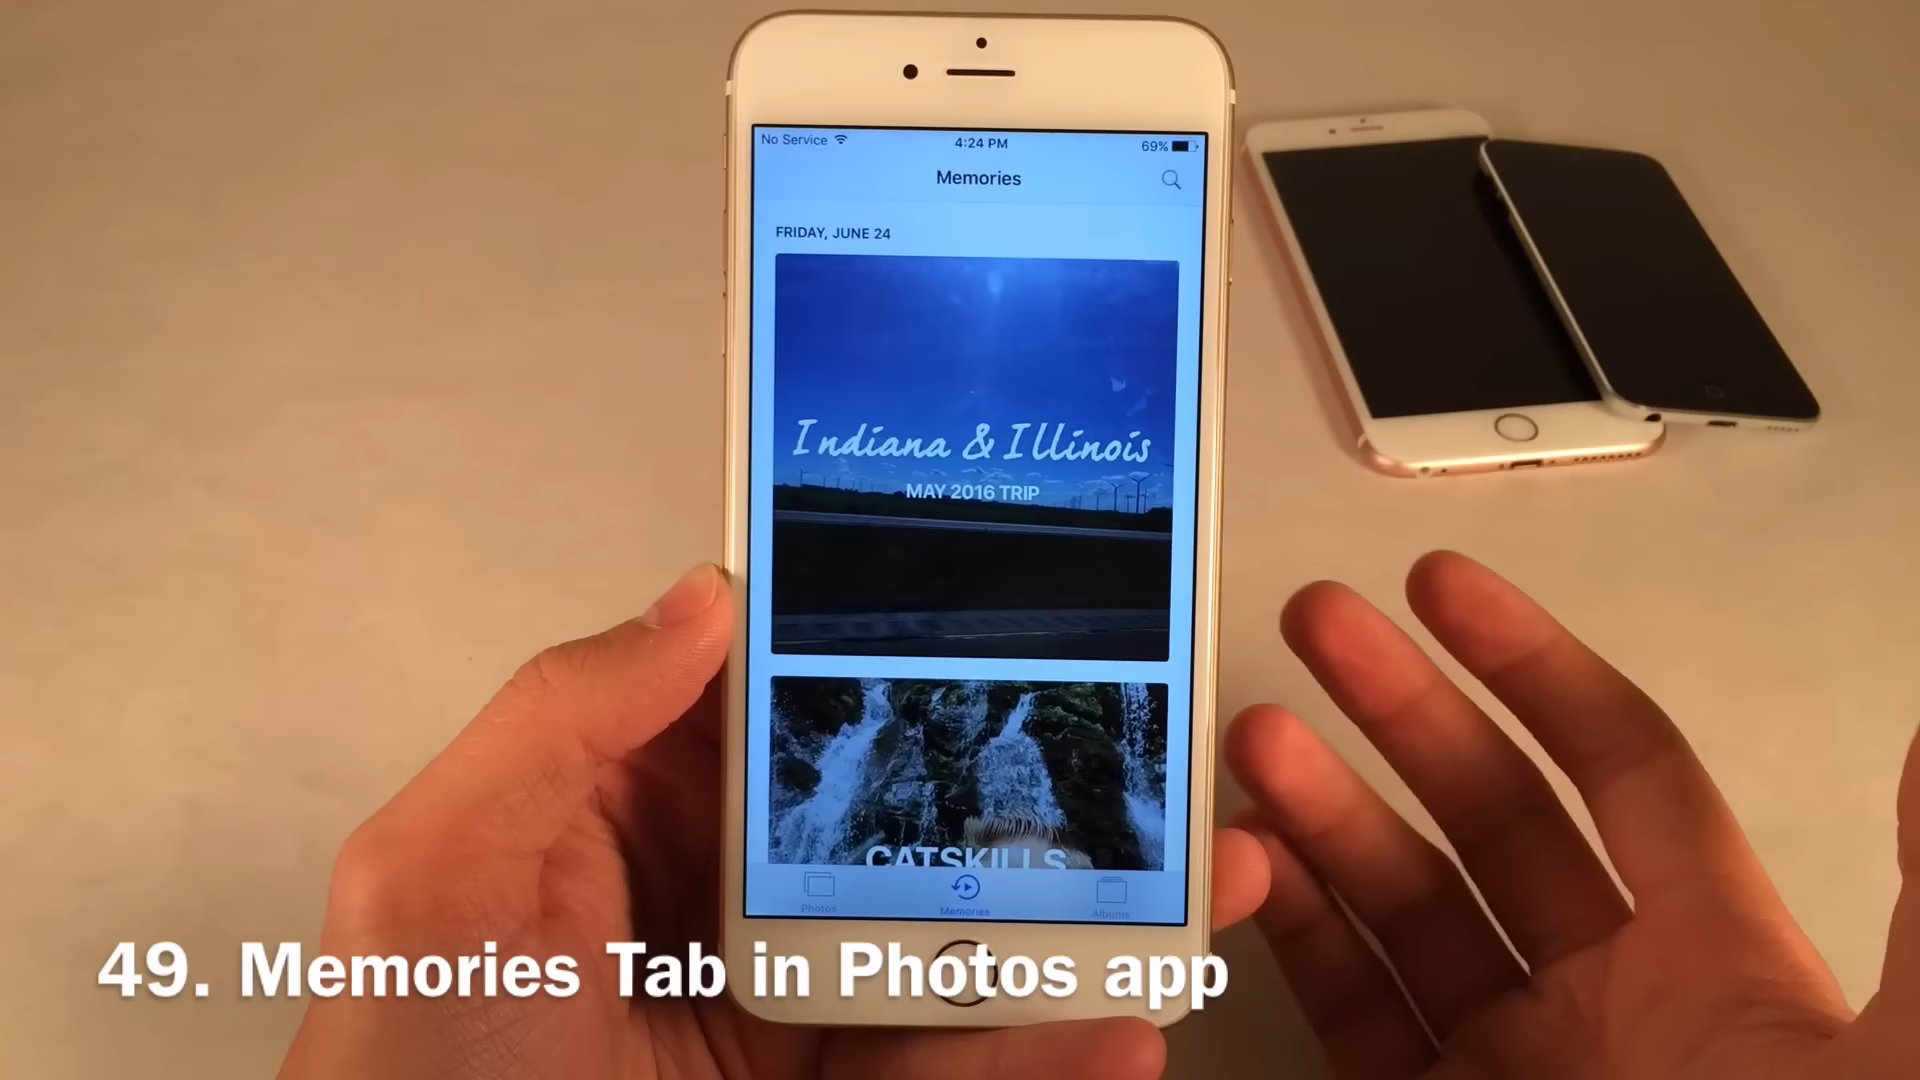 No Service 4:24 PM 69%
Memories
FRIDAY, JUNE 24
Indiana & Illinois
MAY 2016 TRIP
CATSKILLS
Photos Memories Albums
49. Memories Tab in Photos app